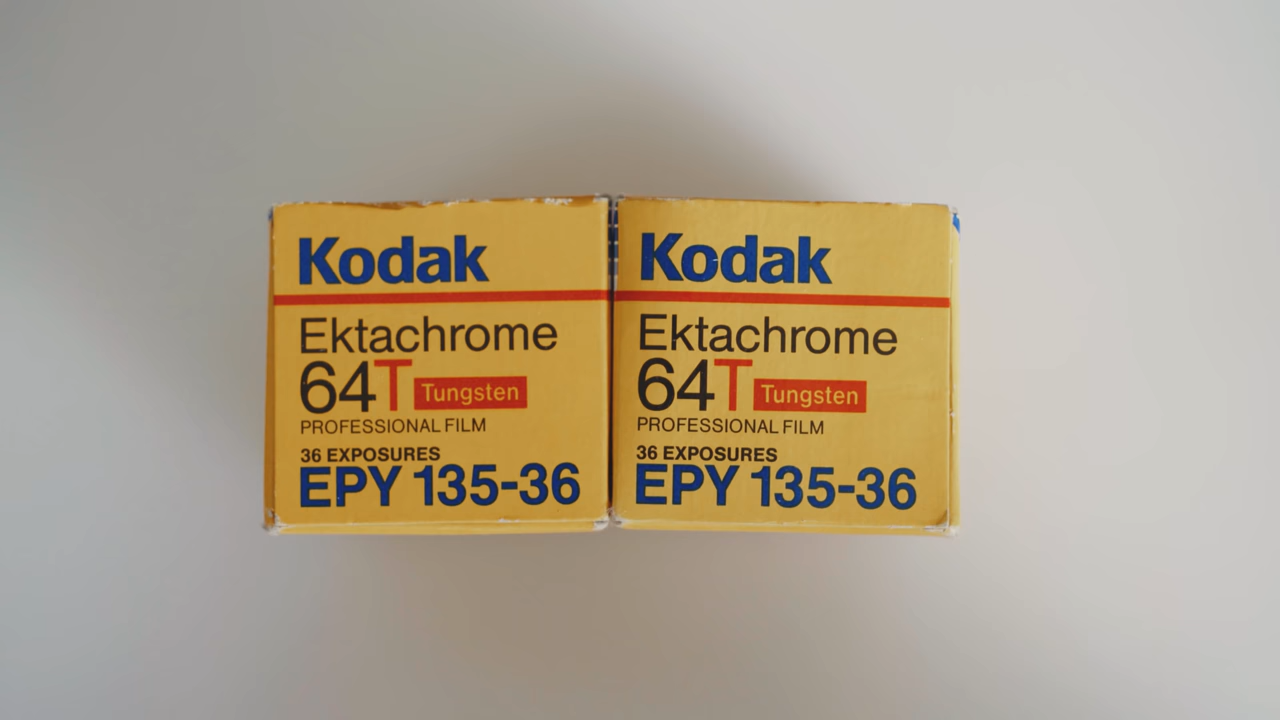 Kodak
Ektachrome
64T Tungsten
PROFESSIONAL FILM
36 EXPOSURES
EPY 135-36
Kodak
Ektachrome
64T Tungsten
PROFESSIONAL FILM
36 EXPOSURES
EPY 135-36